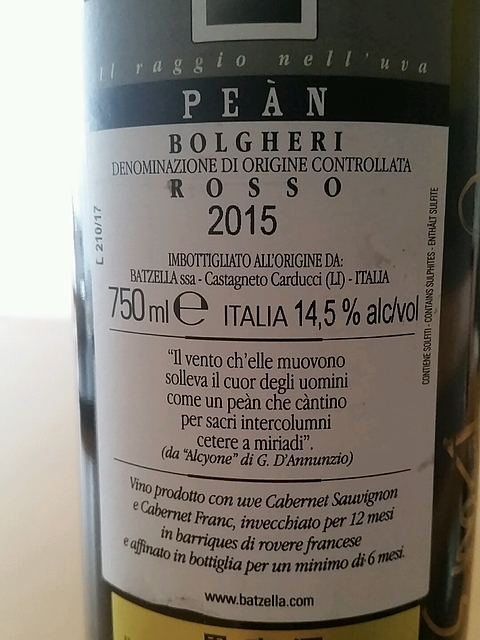 Il raggio nell'uva
PEÀN
BOLGHERI
DENOMINAZIONE DI ORIGINE CONTROLLATA
ROSSO
2015
L 210/17
IMBOTTIGLIATO ALL'ORIGINE DA:
BATZELLA ssa - Castagneto Carducci (LI) - ITALIA
750 ml e ITALIA 14,5 % alc/vol
CONTIENE SOLFITI - CONTAINS SULPHITES - ENTHÄLT SULFITE
“Il vento ch'elle muovono
solleva il cuor degli uomini
come un peàn che càntino
per sacri intercolumni
cetere a miriadi”.
(da “Alcyone” di G. D'Annunzio)
Vino prodotto con uve Cabernet Sauvignon
e Cabernet Franc, invecchiato per 12 mesi
in barriques di rovere francese
e affinato in bottiglia per un minimo di 6 mesi.
www.batzella.com